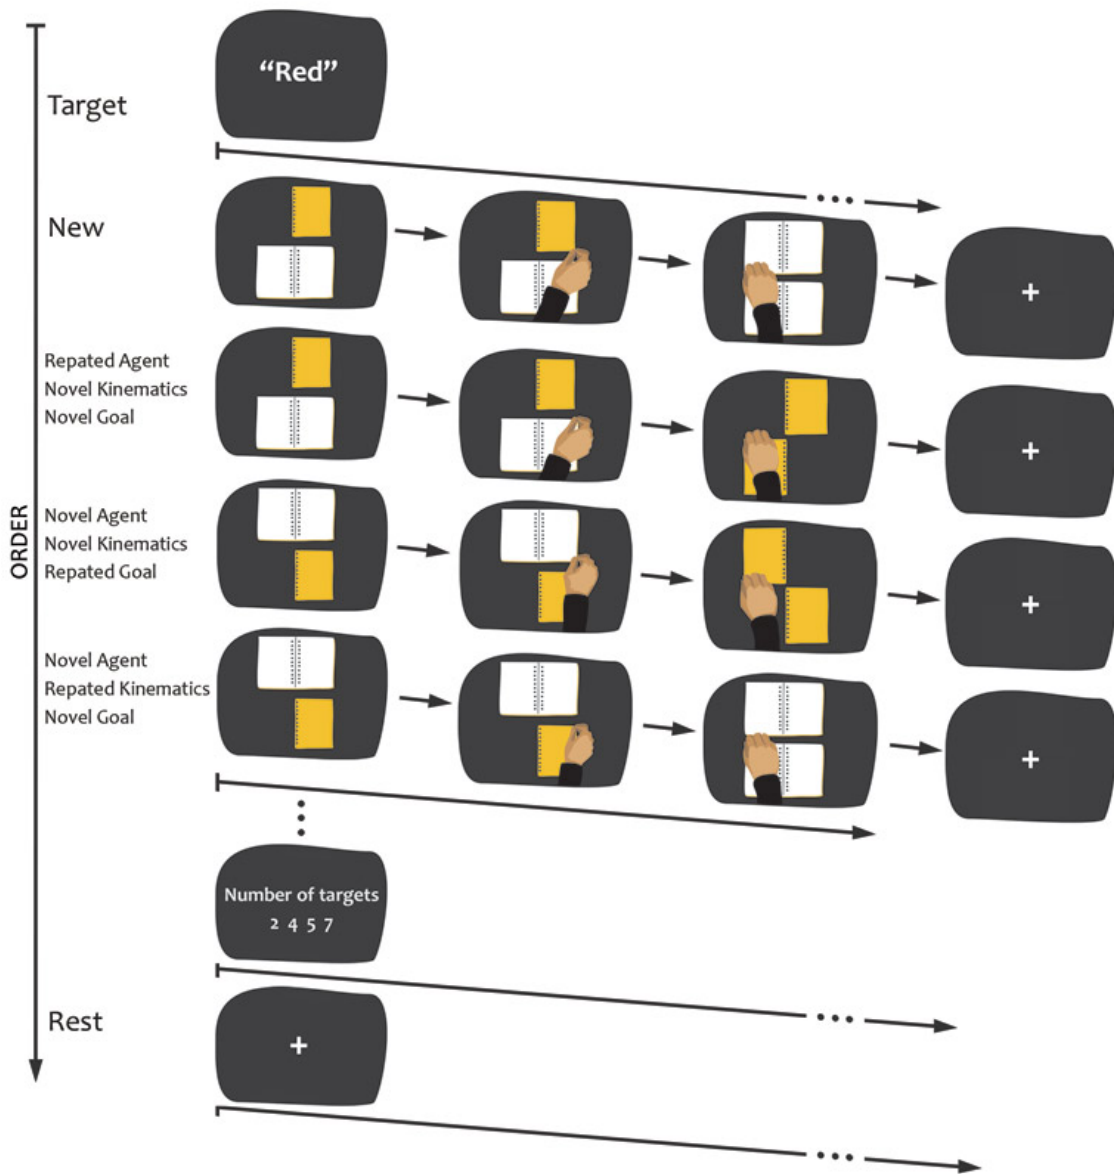 Target
“Red”
New
Repated Agent
Novel Kinematics
Novel Goal
Novel Agent
Novel Kinematics
Repated Goal
Novel Agent
Repated Kinematics
Novel Goal
ORDER
Number of targets
2 4 5 7
Rest